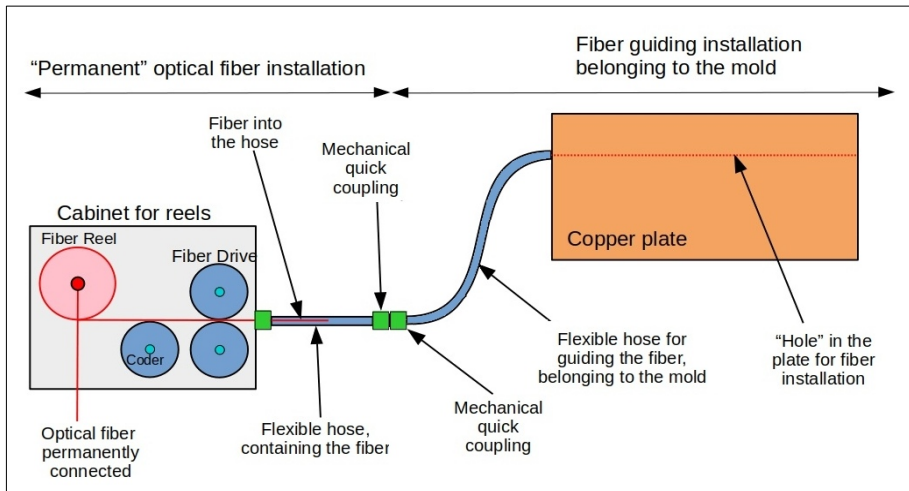 “Permanent” optical fiber installation
Fiber guiding installation
belonging to the mold
Fiber into
the hose
Mechanical
quick
coupling
Cabinet for reels
Fiber Reel
Fiber Drive
Coder
Copper plate
Optical fiber
permanently
connected
Flexible hose,
containing the fiber
Mechanical
quick
coupling
Flexible hose for
guiding the fiber,
belonging to the mold
“Hole” in the
plate for fiber
installation